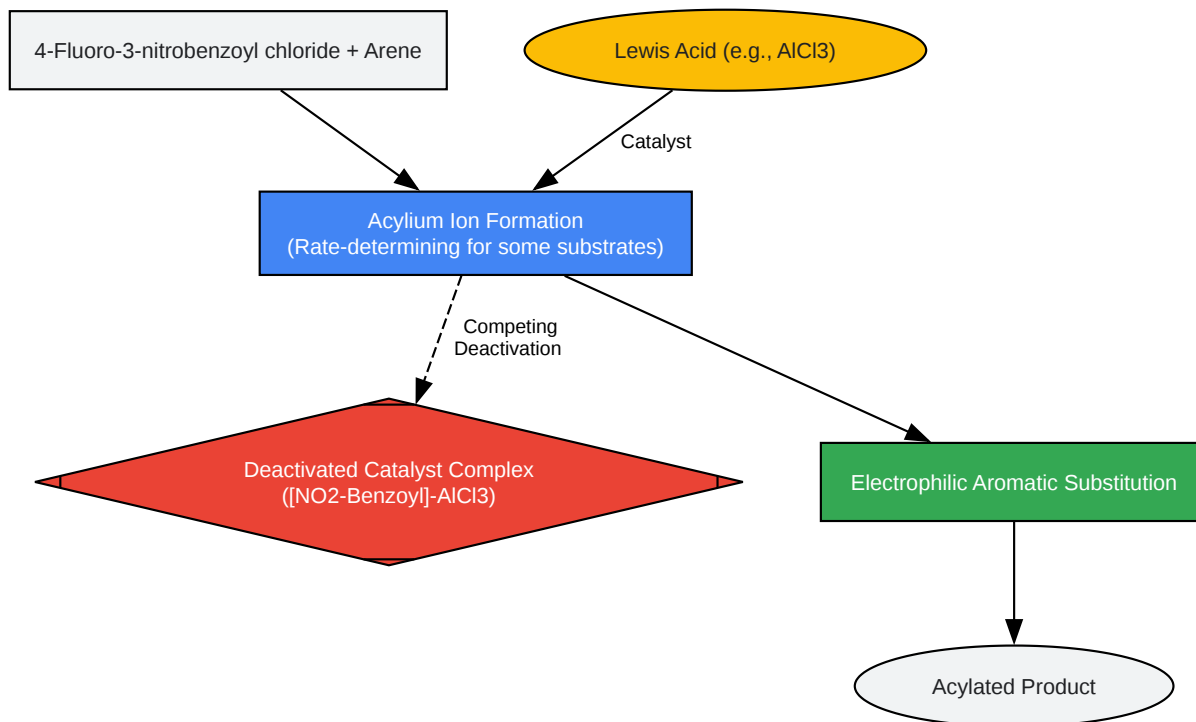 4-Fluoro-3-nitrobenzoyl chloride + Arene
Lewis Acid (e.g., AlCl3)
Catalyst
Acylium Ion Formation
(Rate-determining for some substrates)
Competing
Deactivation
Deactivated Catalyst Complex
([NO2-Benzoyl]-AlCl3)
Electrophilic Aromatic Substitution
Acylated Product